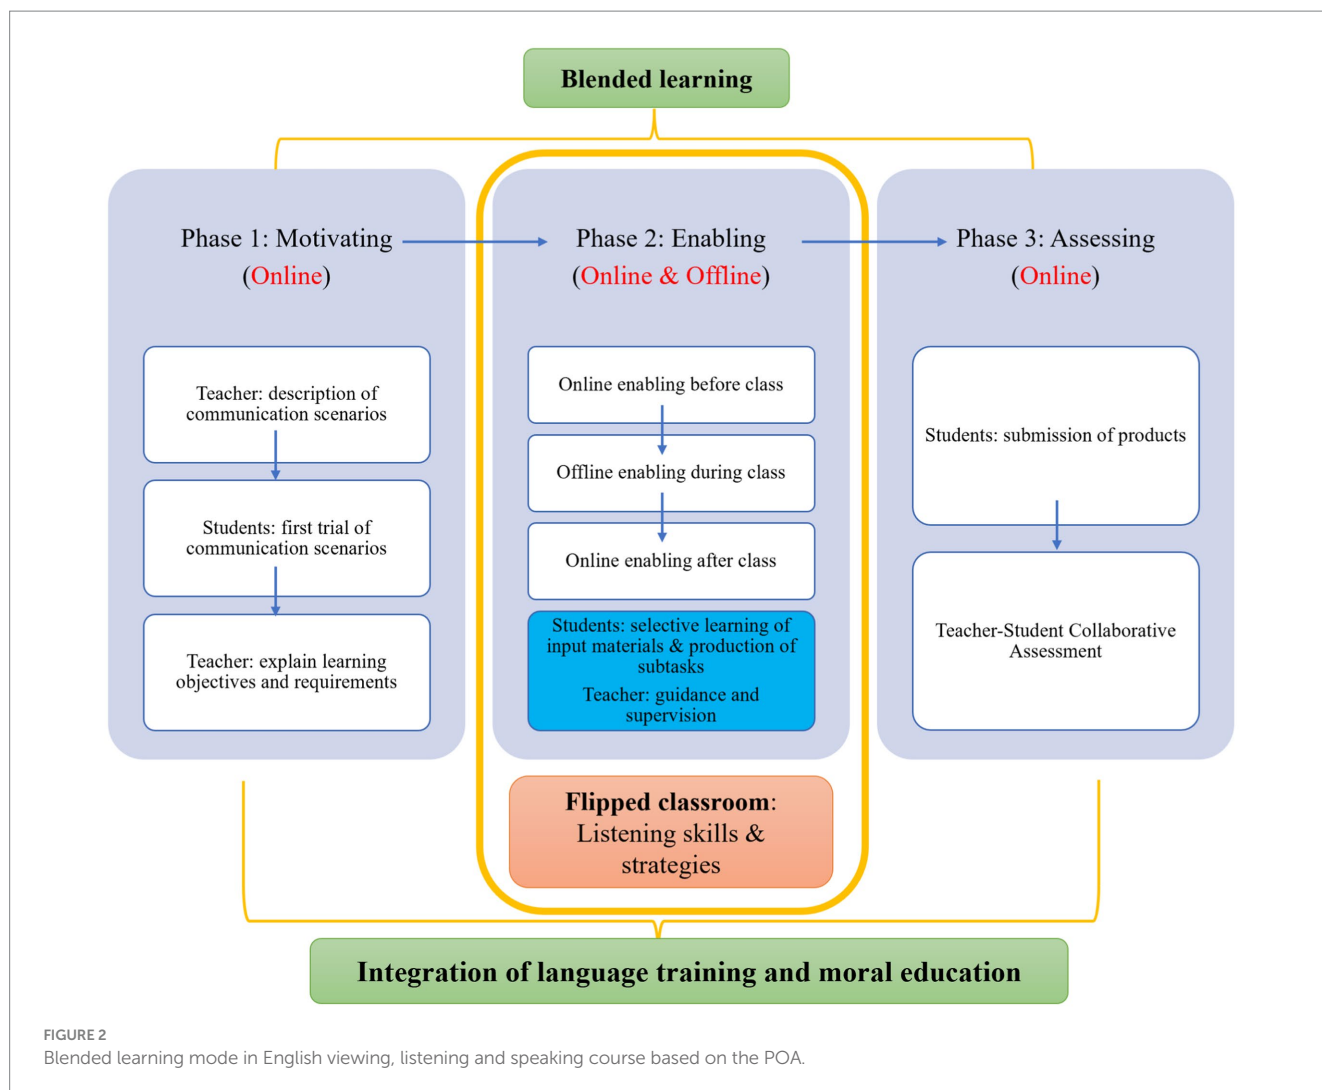 Blended learning
Phase 1: Motivating
(Online)
Teacher: description of
communication scenarios
Students: first trial of
communication scenarios
Teacher: explain learning
objectives and requirements
Phase 2: Enabling
(Online & Offline)
Online enabling before class
Offline enabling during class
Online enabling after class
Students: selective learning of
input materials & production of
subtasks
Teacher: guidance and
supervision
Flipped classroom:
Listening skills &
strategies
Phase 3: Assessing
(Online)
Students: submission of products
Teacher-Student Collaborative
Assessment
Integration of language training and moral education
FIGURE 2
Blended learning mode in English viewing, listening and speaking course based on the POA.